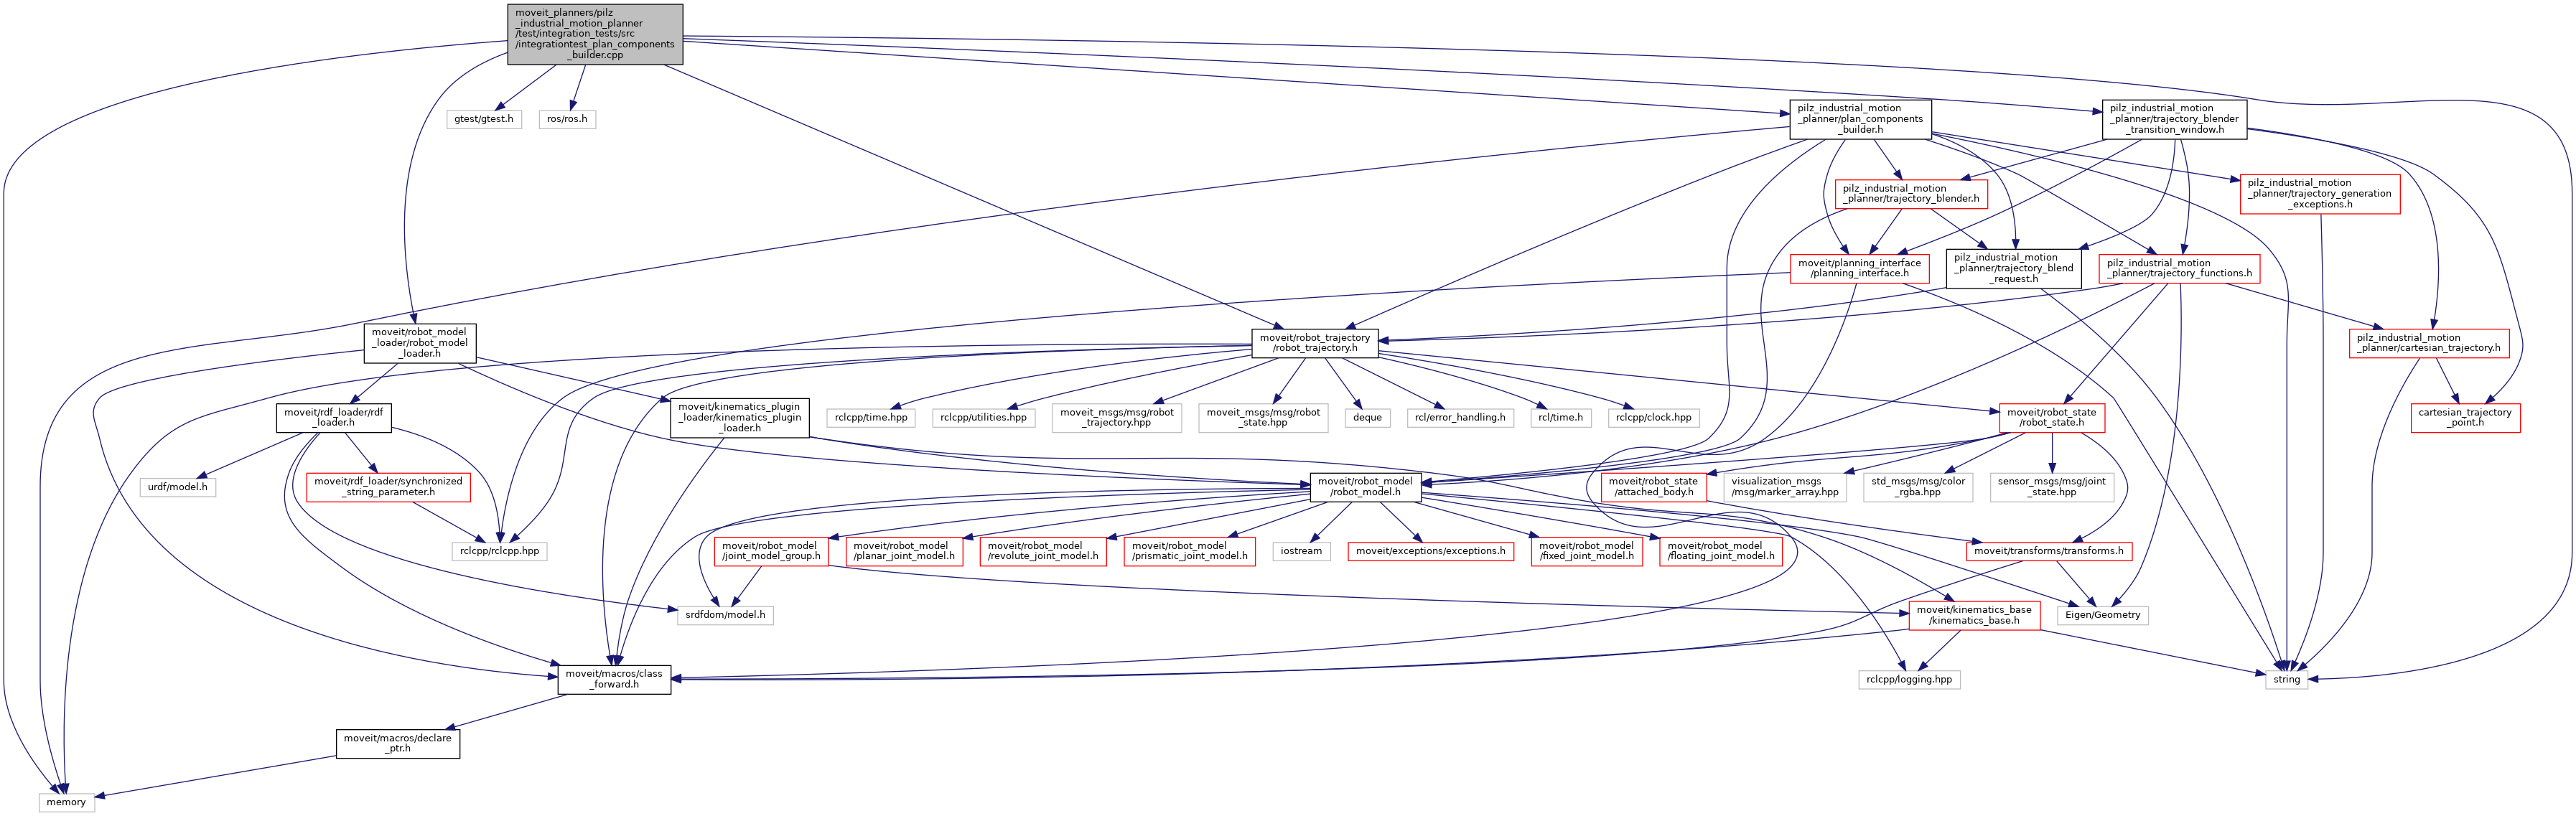 moveit_planners/pilz
_industrial_motion_planner
/test/integration_tests/src
/integrationtest_plan_components
_builder.cpp
gtest/gtest.h
ros/ros.h
pilz_industrial_motion
_planner/plan_components
_builder.h
pilz_industrial_motion
_planner/trajectory_blender
_transition_window.h
pilz_industrial_motion
_planner/trajectory_blender.h
pilz_industrial_motion
_planner/trajectory_generation
_exceptions.h
moveit/planning_interface
/planning_interface.h
pilz_industrial_motion
_planner/trajectory_blend
_request.h
pilz_industrial_motion
_planner/trajectory_functions.h
moveit/robot_model
_loader/robot_model
_loader.h
moveit/robot_trajectory
/robot_trajectory.h
pilz_industrial_motion
_planner/cartesian_trajectory.h
moveit/rdf_loader/rdf
_loader.h
moveit/kinematics_plugin
_loader/kinematics_plugin
_loader.h
rclcpp/time.hpp
rclcpp/utilities.hpp
moveit_msgs/msg/robot
_trajectory.hpp
moveit_msgs/msg/robot
_state.hpp
deque
rcl/error_handling.h
rcl/time.h
rclcpp/clock.hpp
moveit/robot_state
/robot_state.h
cartesian_trajectory
_point.h
urdf/model.h
moveit/rdf_loader/synchronized
_string_parameter.h
moveit/robot_model
/robot_model.h
moveit/robot_state
/attached_body.h
visualization_msgs
/msg/marker_array.hpp
std_msgs/msg/color
_rgba.hpp
sensor_msgs/msg/joint
_state.hpp
rclcpp/rclcpp.hpp
moveit/robot_model
/joint_model_group.h
moveit/robot_model
/planar_joint_model.h
moveit/robot_model
/revolute_joint_model.h
moveit/robot_model
/prismatic_joint_model.h
iostream
moveit/exceptions/exceptions.h
moveit/robot_model
/fixed_joint_model.h
moveit/robot_model
/floating_joint_model.h
moveit/transforms/transforms.h
srdfdom/model.h
moveit/kinematics_base
/kinematics_base.h
Eigen/Geometry
moveit/macros/class
_forward.h
rclcpp/logging.hpp
string
moveit/macros/declare
_ptr.h
memory